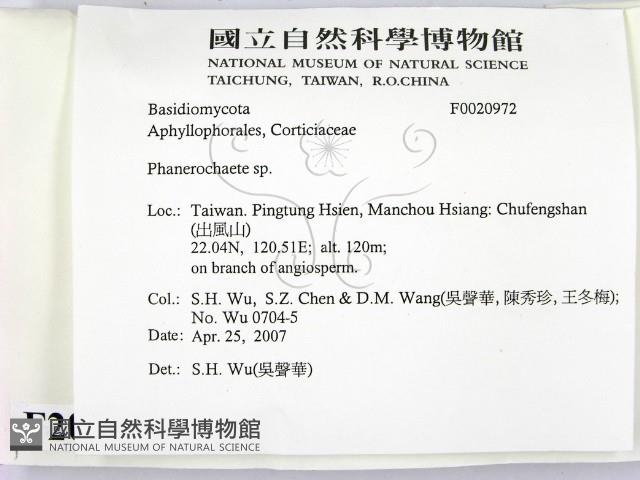 國立自然科學博物館
NATIONAL MUSEUM OF NATURAL SCIENCE
TAICHUNG, TAIWAN, R.O.CHINA
Basidiomycota F0020972
Aphyllophorales, Corticiaceae
Phanerochaete sp.
Loc.: Taiwan. Pingtung Hsien, Manchou Hsiang: Chufengshan
(出風山)
22.04N, 120.51E; alt. 120m;
on branch of angiosperm.
Col.: S.H. Wu, S.Z. Chen & D.M. Wang(吳聲華, 陳秀珍, 王冬梅);
No. Wu 0704-5
Date: Apr. 25, 2007
Det.: S.H. Wu(吳聲華)
國立自然科學博物館
NATIONAL MUSEUM OF NATURAL SCIENCE